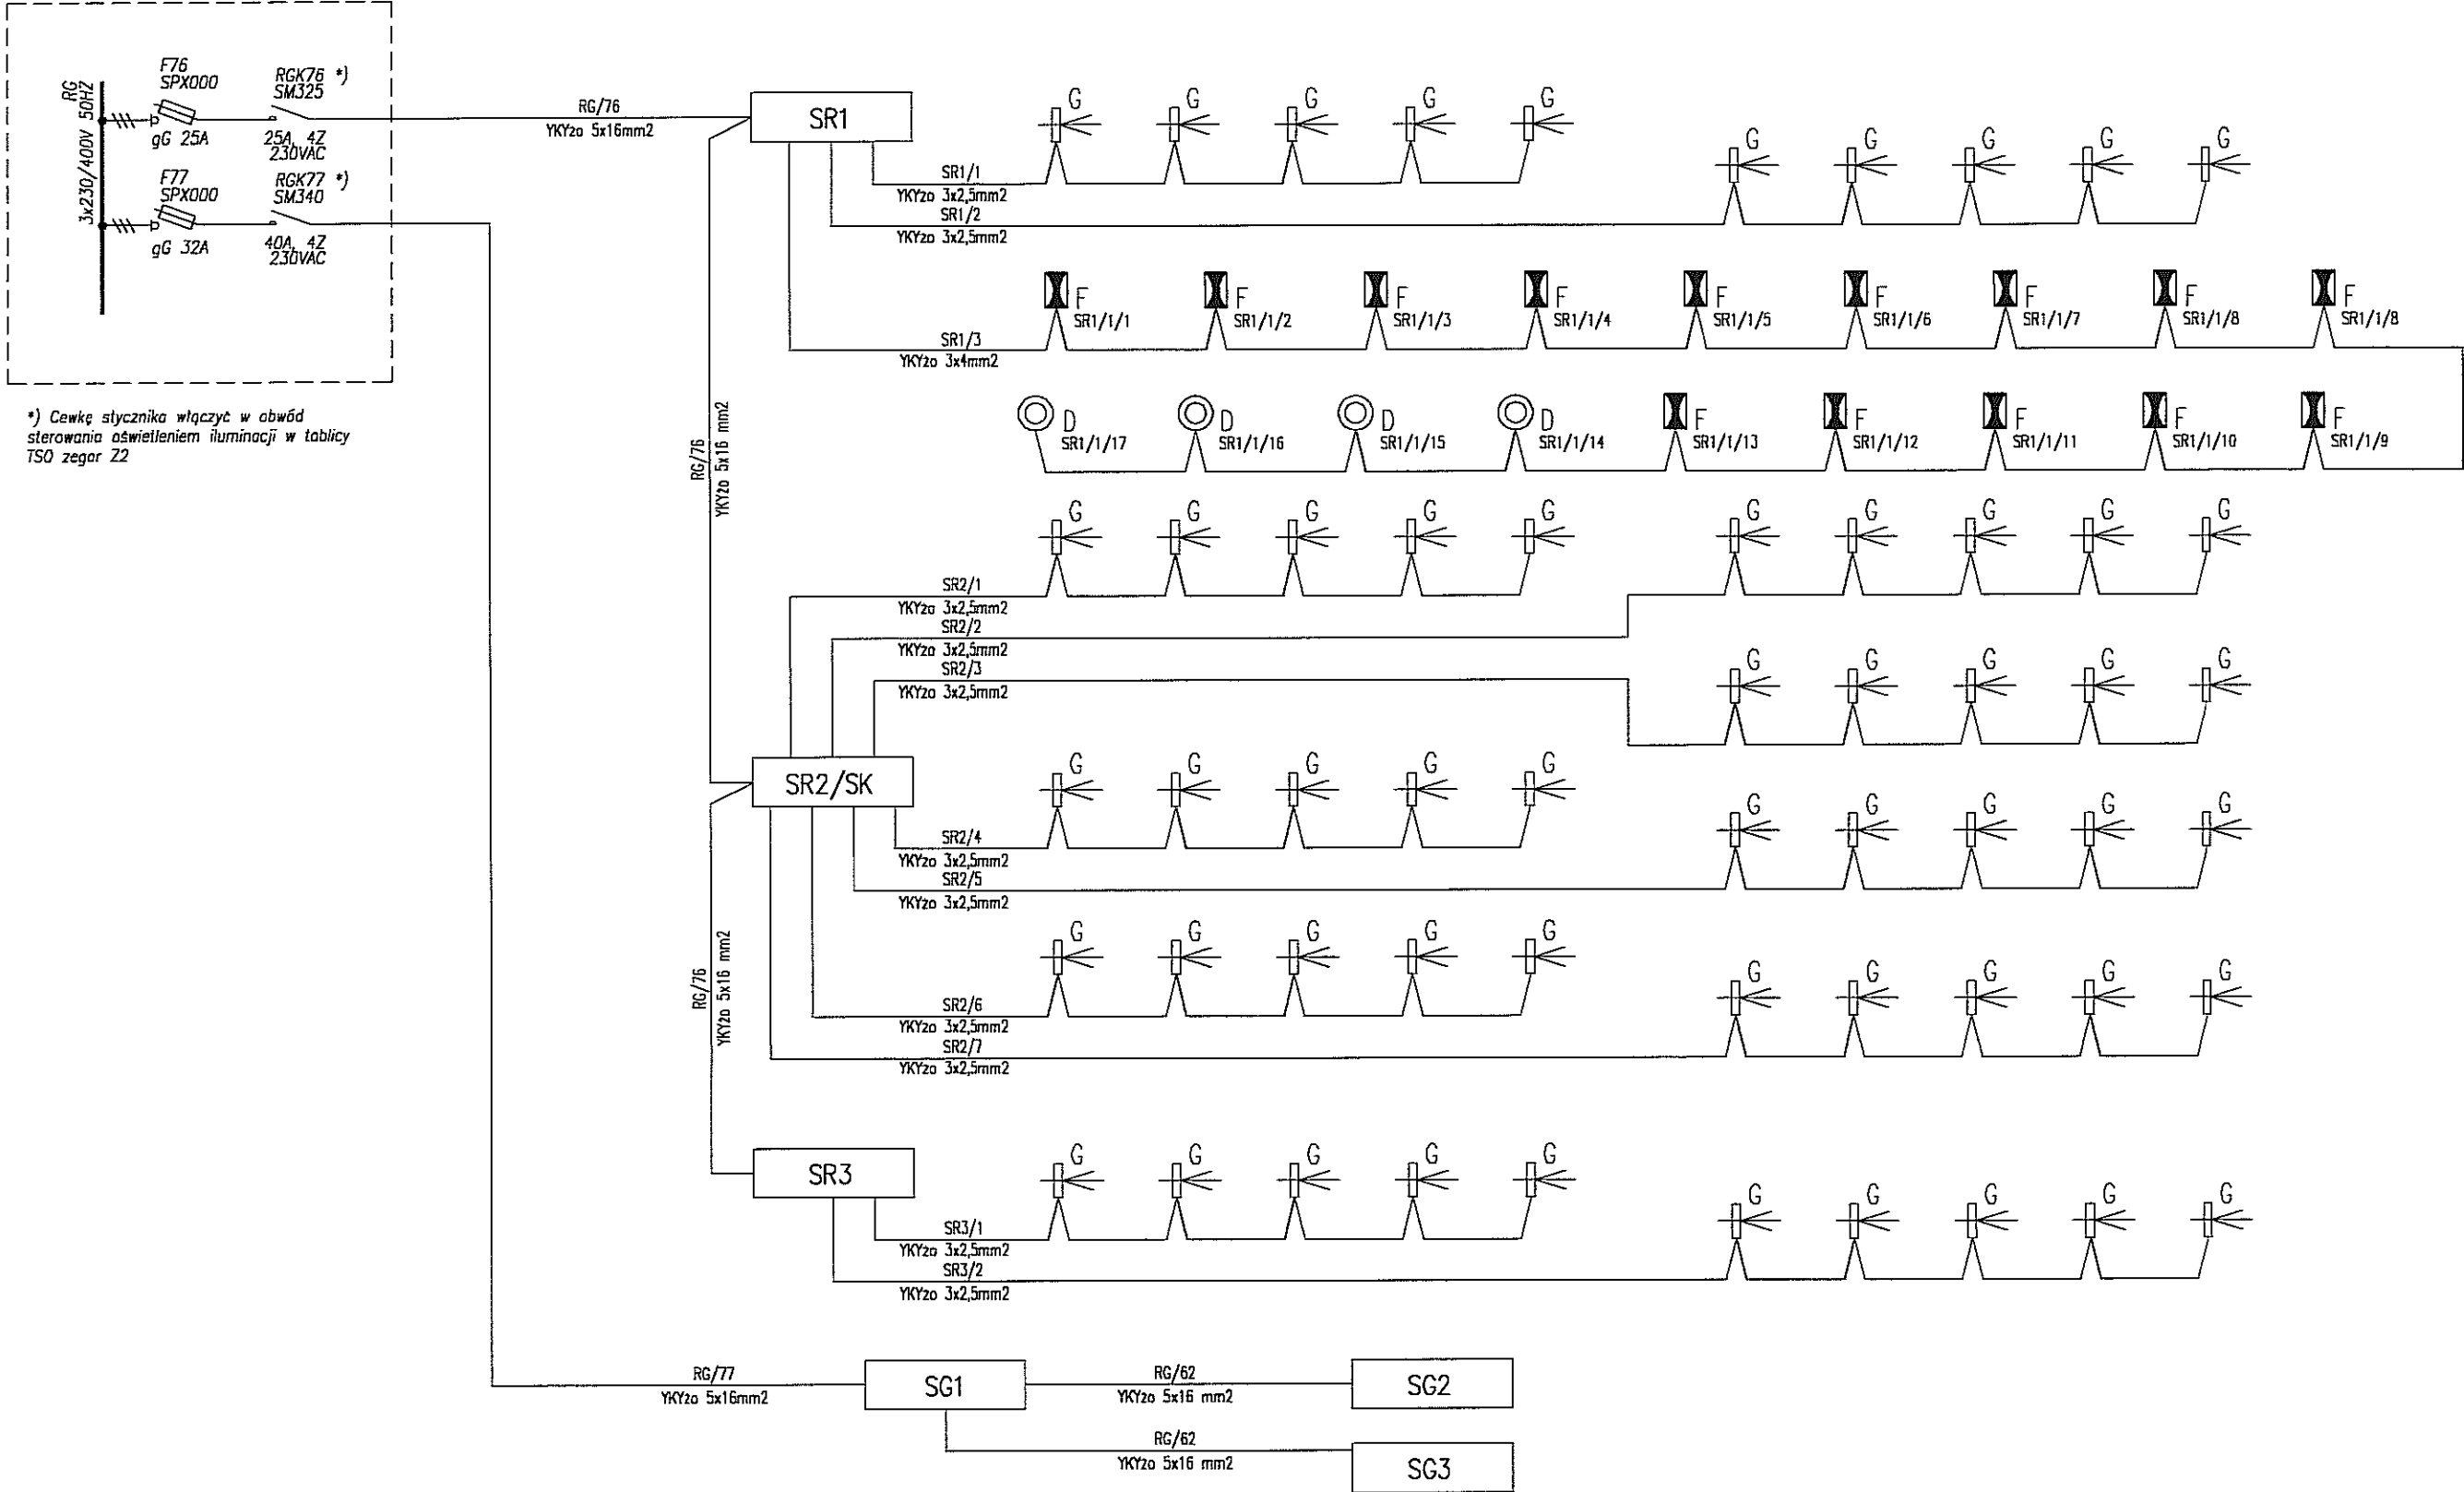 RG
3x230/400V 50HZ
F76
SPX000
gG 25A
RGK76 *)
SM325
25A, 4Z
230VAC
F77
SPX000
gG 32A
RGK77 *)
SM340
40A, 4Z
230VAC
*) Cewkę stycznika włączyć w obwód
sterowania oświetleniem iluminacji w tablicy
TSO zegar Z2
RG/76
YKYżo 5x16mm2
SR1
G
G
G
G
G
SR1/1
YKYżo 3x2,5mm2
G
G
G
G
G
SR1/2
YKYżo 3x2,5mm2
F
SR1/1/1
F
SR1/1/2
F
SR1/1/3
F
SR1/1/4
F
SR1/1/5
F
SR1/1/6
F
SR1/1/7
F
SR1/1/8
F
SR1/1/8
SR1/3
YKYżo 3x4mm2
D
SR1/1/17
D
SR1/1/16
D
SR1/1/15
D
SR1/1/14
F
SR1/1/13
F
SR1/1/12
F
SR1/1/11
F
SR1/1/10
F
SR1/1/9
RG/76
YKYżo 5x16 mm2
G
G
G
G
G
G
G
G
G
G
SR2/1
YKYżo 3x2,5mm2
SR2/2
YKYżo 3x2,5mm2
SR2/3
YKYżo 3x2,5mm2
G
G
G
G
G
SR2/SK
G
G
G
G
G
SR2/4
YKYżo 3x2,5mm2
G
G
G
G
G
SR2/5
YKYżo 3x2,5mm2
RG/76
YKYżo 5x16 mm2
G
G
G
G
G
SR2/6
YKYżo 3x2,5mm2
G
G
G
G
G
SR2/7
YKYżo 3x2,5mm2
SR3
G
G
G
G
G
SR3/1
YKYżo 3x2,5mm2
G
G
G
G
G
SR3/2
YKYżo 3x2,5mm2
RG/77
YKYżo 5x16mm2
SG1
RG/62
YKYżo 5x16 mm2
SG2
RG/62
YKYżo 5x16 mm2
SG3